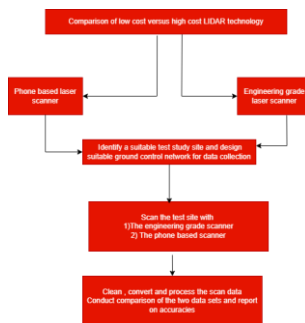 Comparison of low cost versus high cost LIDAR technology
Phone based laser
scanner
Engineering grade
laser scanner
Identify a suitable test study site and design
suitable ground control network for data collection
Scan the test site with
1)The engineering grade scanner
2) The phone based scanner
Clean , convert and process the scan data
Conduct comparison of the two data sets and report
on accuracies